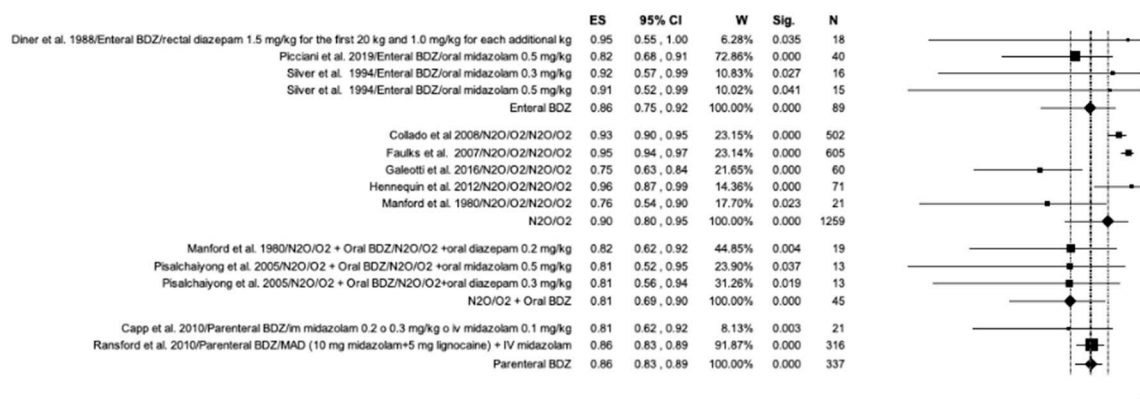 ES 95% CI W Sig. N
Diner et al. 1988/Enteral BDZ/rectal diazepam 1.5 mg/kg for the first 20 kg and 1.0 mg/kg for each additional kg 0.95 0.55 , 1.00 6.28% 0.035 18
Picciani et al. 2019/Enteral BDZ/oral midazolam 0.5 mg/kg 0.82 0.68 , 0.91 72.86% 0.000 40
Silver et al. 1994/Enteral BDZ/oral midazolam 0.3 mg/kg 0.92 0.57 , 0.99 10.83% 0.027 16
Silver et al. 1994/Enteral BDZ/oral midazolam 0.5 mg/kg 0.91 0.52 , 0.99 10.02% 0.041 15
Enteral BDZ 0.86 0.75 , 0.92 100.00% 0.000 89
Collado et al 2008/N2O/O2/N2O/O2 0.93 0.90 , 0.95 23.15% 0.000 502
Faulks et al. 2007/N2O/O2/N2O/O2 0.95 0.94 , 0.97 23.14% 0.000 605
Galeotti et al. 2016/N2O/O2/N2O/O2 0.75 0.63 , 0.84 21.65% 0.000 60
Hennequin et al. 2012/N2O/O2/N2O/O2 0.96 0.87 , 0.99 14.36% 0.000 71
Manford et al. 1980/N2O/O2/N2O/O2 0.76 0.54 , 0.90 17.70% 0.023 21
N2O/O2 0.90 0.80 , 0.95 100.00% 0.000 1259
Manford et al. 1980/N2O/O2 + Oral BDZ/N2O/O2 +oral diazepam 0.2 mg/kg 0.82 0.62 , 0.92 44.85% 0.004 19
Pisalchaiyong et al. 2005/N2O/O2 + Oral BDZ/N2O/O2 +oral midazolam 0.5 mg/kg 0.81 0.52 , 0.95 23.90% 0.037 13
Pisalchaiyong et al. 2005/N2O/O2 + Oral BDZ/N2O/O2+oral diazepam 0.3 mg/kg 0.81 0.56 , 0.94 31.26% 0.019 13
N2O/O2 + Oral BDZ 0.81 0.69 , 0.90 100.00% 0.000 45
Capp et al. 2010/Parenteral BDZ/im midazolam 0.2 o 0.3 mg/kg o iv midazolam 0.1 mg/kg 0.81 0.62 , 0.92 8.13% 0.003 21
Ransford et al. 2010/Parenteral BDZ/MAD (10 mg midazolam+5 mg lignocaine) + IV midazolam 0.86 0.83 , 0.89 91.87% 0.000 316
Parenteral BDZ 0.86 0.83 , 0.89 100.00% 0.000 337